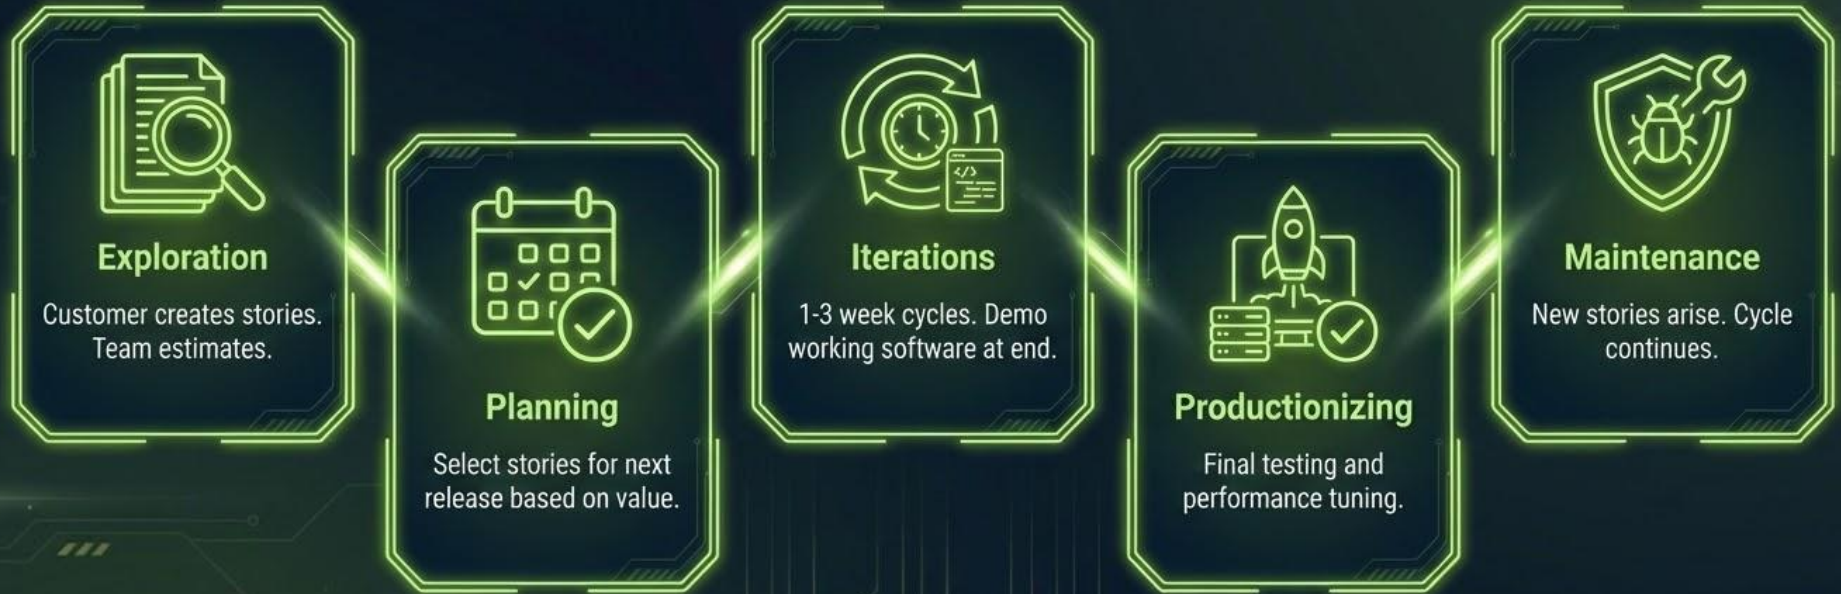 Exploration
Customer creates stories.
Team estimates.
Planning
Select stories for next
release based on value.
</>
Iterations
1-3 week cycles. Demo
working software at end.
Productionizing
Final testing and
performance tuning.
Maintenance
New stories arise. Cycle
continues.